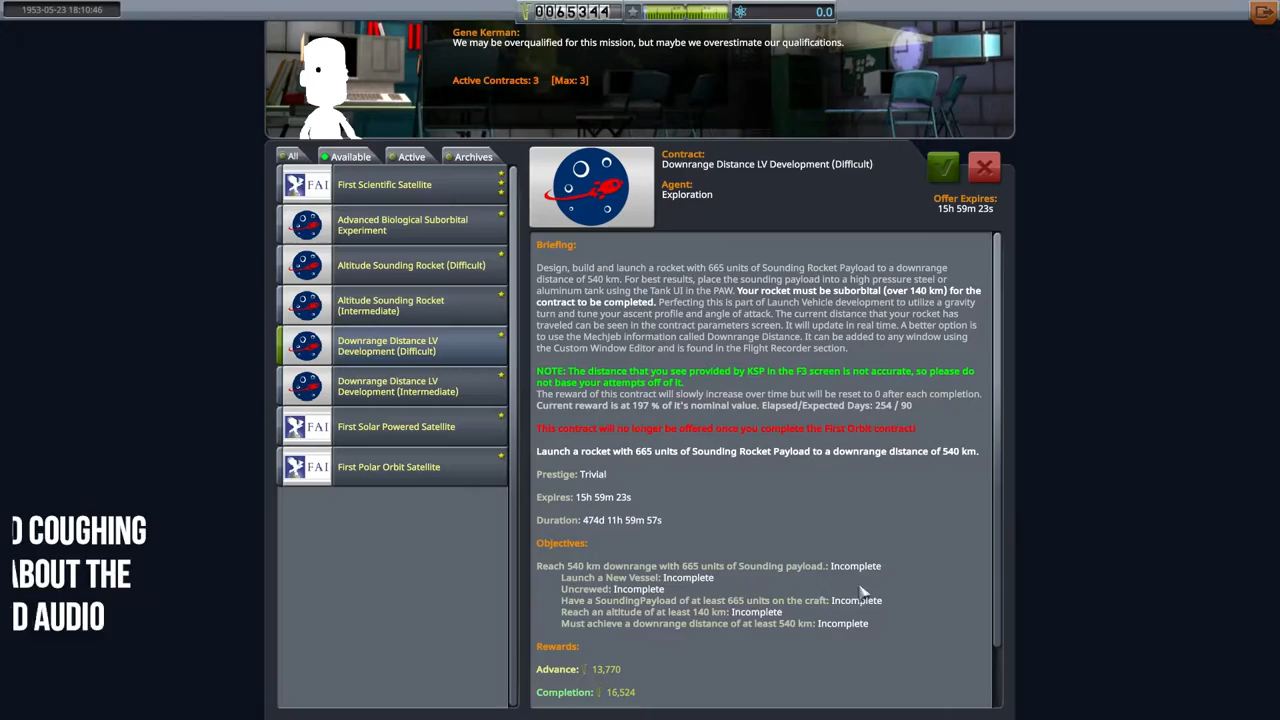 1953-05-23 18:10:46
0065344
0.0
Gene Kerman:
We may be overqualified for this mission, but maybe we overestimate our qualifications.
Active Contracts: 3 [Max: 3]
All
Available
Active
Archives
FAI
First Scientific Satellite
Advanced Biological Suborbital
Experiment
Altitude Sounding Rocket (Difficult)
Altitude Sounding Rocket
(Intermediate)
Downrange Distance LV
Development (Difficult)
Downrange Distance LV
Development (Intermediate)
FAI
First Solar Powered Satellite
FAI
First Polar Orbit Satellite
Contract:
Downrange Distance LV Development (Difficult)
Agent:
Exploration
Offer Expires:
15h 59m 23s
Briefing:
Design, build and launch a rocket with 665 units of Sounding Rocket Payload to a downrange
distance of 540 km. For best results, place the sounding payload into a high pressure steel or
aluminum tank using the Tank UI in the PAW. Your rocket must be suborbital (over 140 km) for the
contract to be completed. Perfecting this is part of Launch Vehicle development to utilize a gravity
turn and tune your ascent profile and angle of attack. The current distance that your rocket has
traveled can be seen in the contract parameters screen. It will update in real time. A better option is
to use the MechJeb information called Downrange Distance. It can be added to any window using
the Custom Window Editor and is found in the Flight Recorder section.
NOTE: The distance that you see provided by KSP in the F3 screen is not accurate, so please do
not base your attempts off of it.
The reward of this contract will slowly increase over time but will be reset to 0 after each completion.
Current reward is at 197 % of it's nominal value. Elapsed/Expected Days: 254 / 90
This contract will no longer be offered once you complete the First Orbit contract!
Launch a rocket with 665 units of Sounding Rocket Payload to a downrange distance of 540 km.
Prestige: Trivial
Expires: 15h 59m 23s
Duration: 474d 11h 59m 57s
Objectives:
Reach 540 km downrange with 665 units of Sounding payload.: Incomplete
Launch a New Vessel: Incomplete
Uncrewed: Incomplete
Have a SoundingPayload of at least 665 units on the craft: Incomplete
Reach an altitude of at least 140 km: Incomplete
Must achieve a downrange distance of at least 540 km: Incomplete
Rewards:
Advance: 13,770
Completion: 16,524
COUGHING
ABOUT THE
D AUDIO